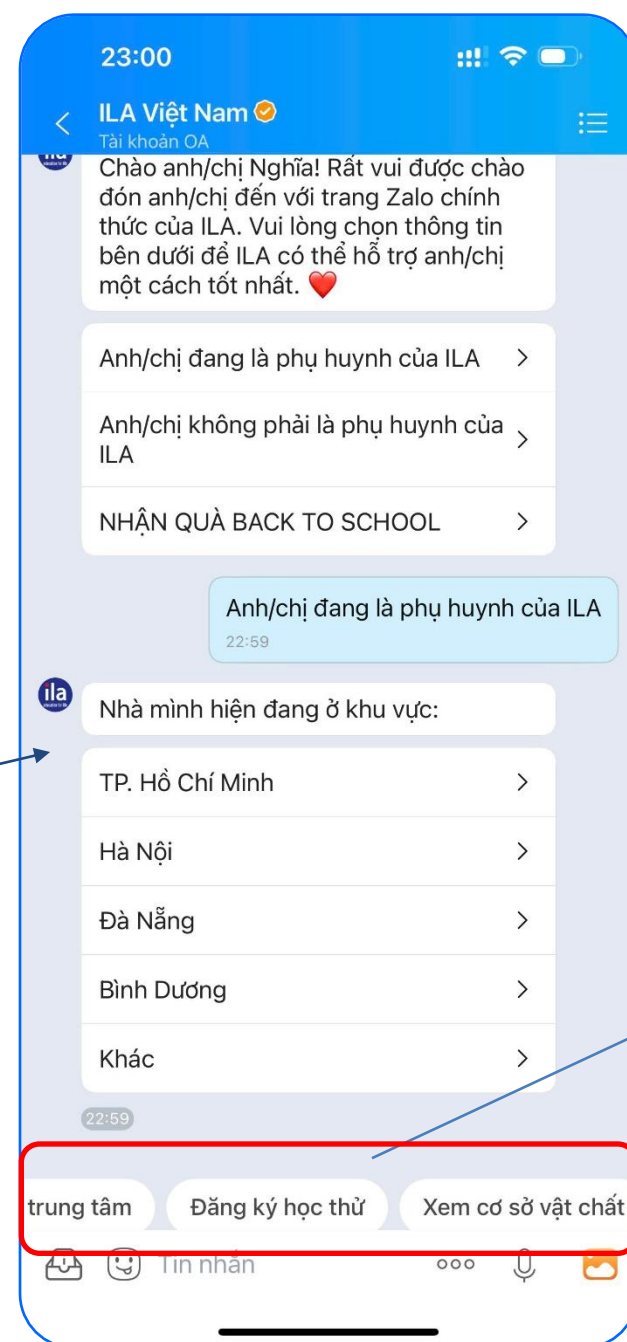 23:00
ILA Việt Nam
Tài khoản OA
Chào anh/chị Nghĩa! Rất vui được chào
đón anh/chị đến với trang Zalo chính
thức của ILA. Vui lòng chọn thông tin
bên dưới để ILA có thể hỗ trợ anh/chị
một cách tốt nhất. ❤️
Anh/chị đang là phụ huynh của ILA
Anh/chị không phải là phụ huynh của
ILA
NHẬN QUÀ BACK TO SCHOOL
Anh/chị đang là phụ huynh của ILA
22:59
ila
Nhà mình hiện đang ở khu vực:
TP. Hồ Chí Minh
Hà Nội
Đà Nẵng
Bình Dương
Khác
22:59
trung tâm Đăng ký học thử Xem cơ sở vật chất
Tin nhắn